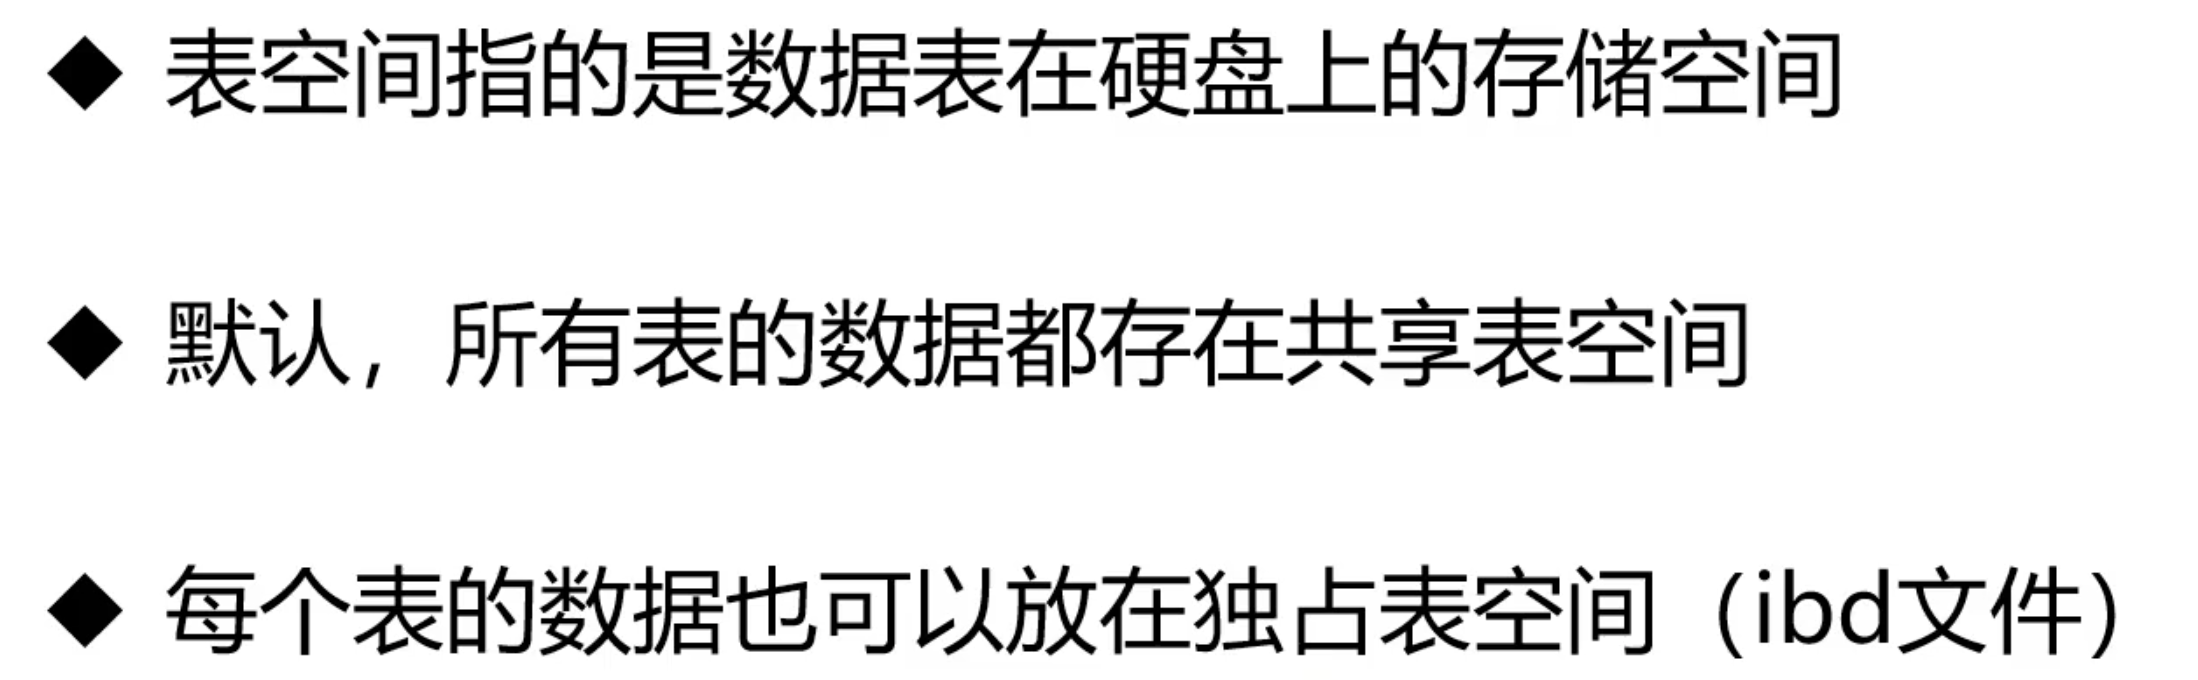 ◆ 表空间指的是数据表在硬盘上的存储空间
◆ 默认，所有表的数据都存在共享表空间
◆ 每个表的数据也可以放在独占表空间（ibd文件）